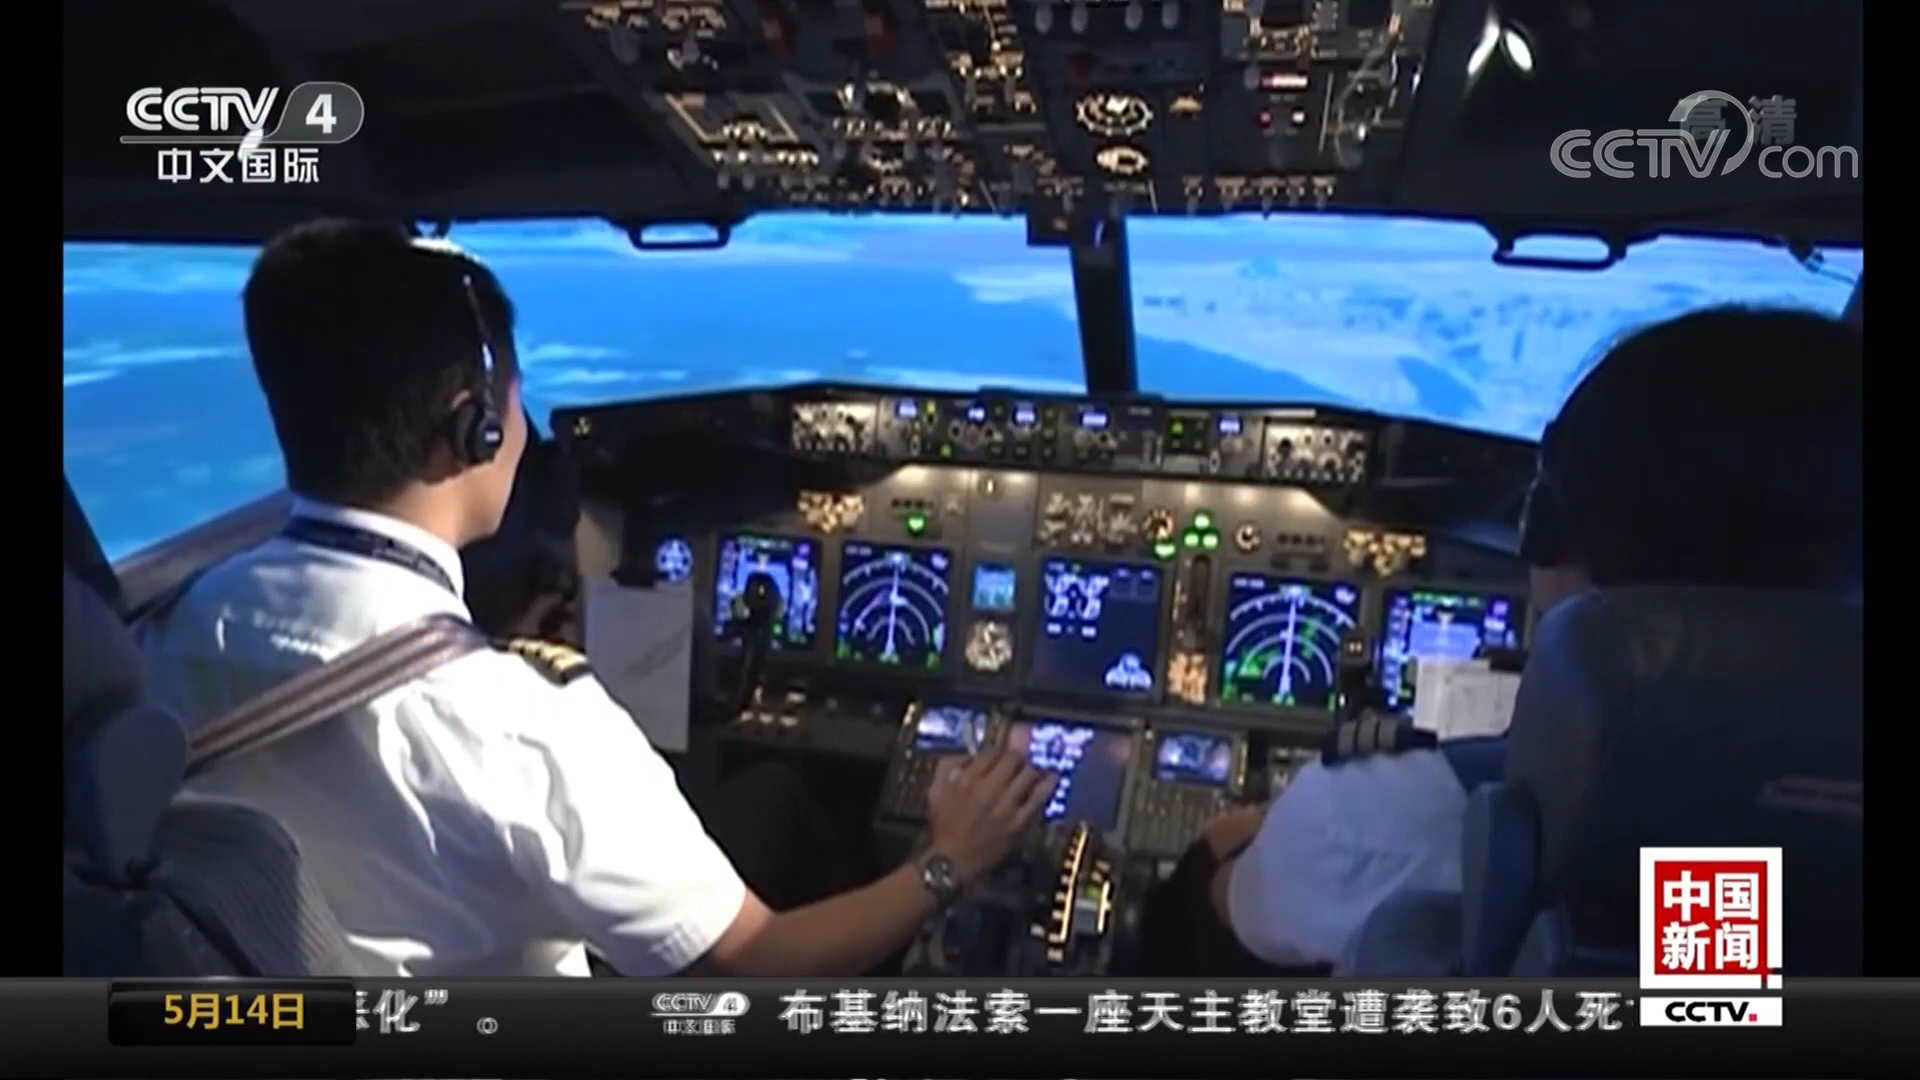 CCTV 4
中文国际
高清
CCTV.com
中国
新闻
CCTV.
5月14日
化”。
CCTV 4
中文国际
布基纳法索一座天主教堂遭袭致6人死